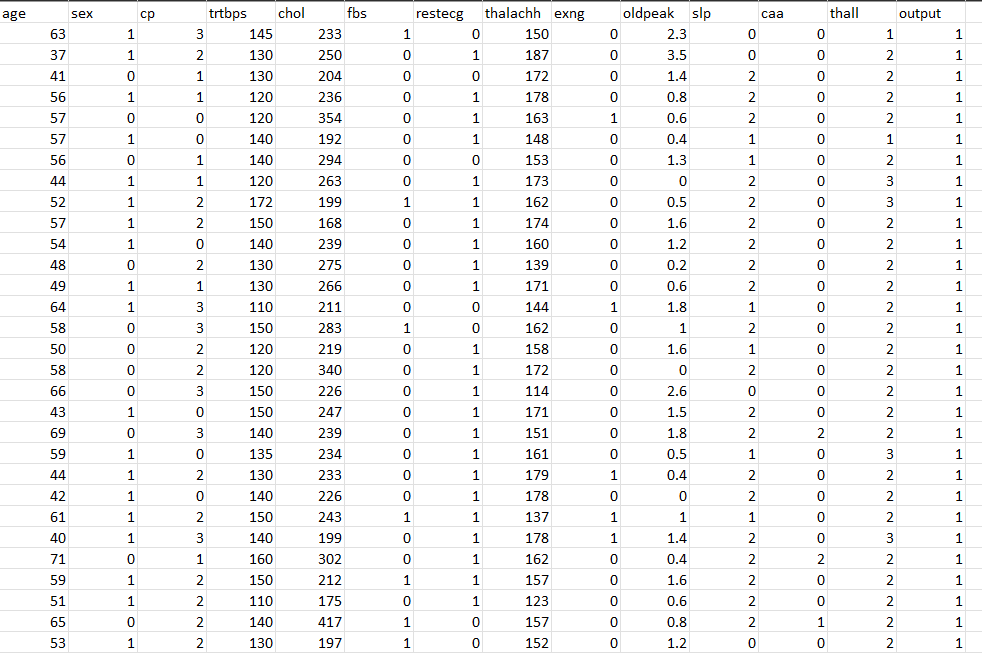 age sex cp trtbps chol fbs restecg thalachh exng oldpeak slp caa thall output
63 1 3 145 233 1 0 150 0 2.3 0 0 1 1
37 1 2 130 250 0 1 187 0 3.5 0 0 2 1
41 0 1 130 204 0 0 172 0 1.4 2 0 2 1
56 1 1 120 236 0 1 178 0 0.8 2 0 2 1
57 0 0 120 354 0 1 163 1 0.6 2 0 2 1
57 1 0 140 192 0 1 148 0 0.4 1 0 1 1
56 0 1 140 294 0 0 153 0 1.3 1 0 2 1
44 1 1 120 263 0 1 173 0 0 2 0 3 1
52 1 2 172 199 1 1 162 0 0.5 2 0 3 1
57 1 2 150 168 0 1 174 0 1.6 2 0 2 1
54 1 0 140 239 0 1 160 0 1.2 2 0 2 1
48 0 2 130 275 0 1 139 0 0.2 2 0 2 1
49 1 1 130 266 0 1 171 0 0.6 2 0 2 1
64 1 3 110 211 0 0 144 1 1.8 1 0 2 1
58 0 3 150 283 1 0 162 0 1 2 0 2 1
50 0 2 120 219 0 1 158 0 1.6 1 0 2 1
58 0 2 120 340 0 1 172 0 0 2 0 2 1
66 0 3 150 226 0 1 114 0 2.6 0 0 2 1
43 1 0 150 247 0 1 171 0 1.5 2 0 2 1
69 0 3 140 239 0 1 151 0 1.8 2 2 2 1
59 1 0 135 234 0 1 161 0 0.5 1 0 3 1
44 1 2 130 233 0 1 179 1 0.4 2 0 2 1
42 1 0 140 226 0 1 178 0 0 2 0 2 1
61 1 2 150 243 1 1 137 1 1 1 0 2 1
40 1 3 140 199 0 1 178 1 1.4 2 0 3 1
71 0 1 160 302 0 1 162 0 0.4 2 2 2 1
59 1 2 150 212 1 1 157 0 1.6 2 0 2 1
51 1 2 110 175 0 1 123 0 0.6 2 0 2 1
65 0 2 140 417 1 0 157 0 0.8 2 1 2 1
53 1 2 130 197 1 0 152 0 1.2 0 0 2 1